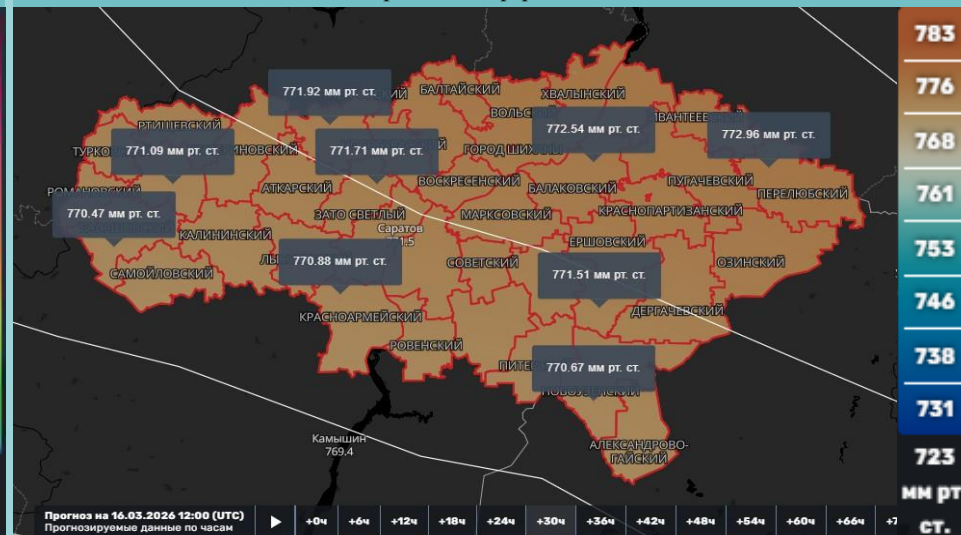 783
771.92 мм рт. ст.
БАЛТАЙСКИЙ
776
ХВАЛЫНСКИЙ
772.54 мм рт. ст.
772.96 мм рт. ст.
РТИЩЕВСКИЙ
771.09 мм рт. ст.
771.71 мм рт. ст.
ГОРОД ШИХАНЫ
768
АТКАРСКИЙ
ВОСКРЕСЕНСКИЙ
БАЛАКОВСКИЙ
ПУГАЧЕВСКИЙ
ПЕРЕЛЮБСКИЙ
761
770.47 мм рт. ст.
ЗАТО СВЕТЛЫЙ
МАРКСОВСКИЙ
КРАСНОПАРТИЗАНСКИЙ
Саратов
КАЛИНИНСКИЙ
ЕРШОВСКИЙ
753
770.88 мм рт. ст.
СОВЕТСКИЙ
ОЗИНСКИЙ
САМОЙЛОВСКИЙ
771.51 мм рт. ст.
746
КРАСНОАРМЕЙСКИЙ
ДЕРГАЧЕВСКИЙ
738
РОВЕНСКИЙ
770.67 мм рт. ст.
731
Камышин
769.4
АЛЕКСАНДРОВО-
ГАЙСКИЙ
723
мм рт
ст.
Прогноз на 16.03.2026 12:00 (UTC)
Прогнозируемые данные по часам
+0ч +6ч +12ч +18ч +24ч +30ч +36ч +42ч +48ч +54ч +60ч +66ч